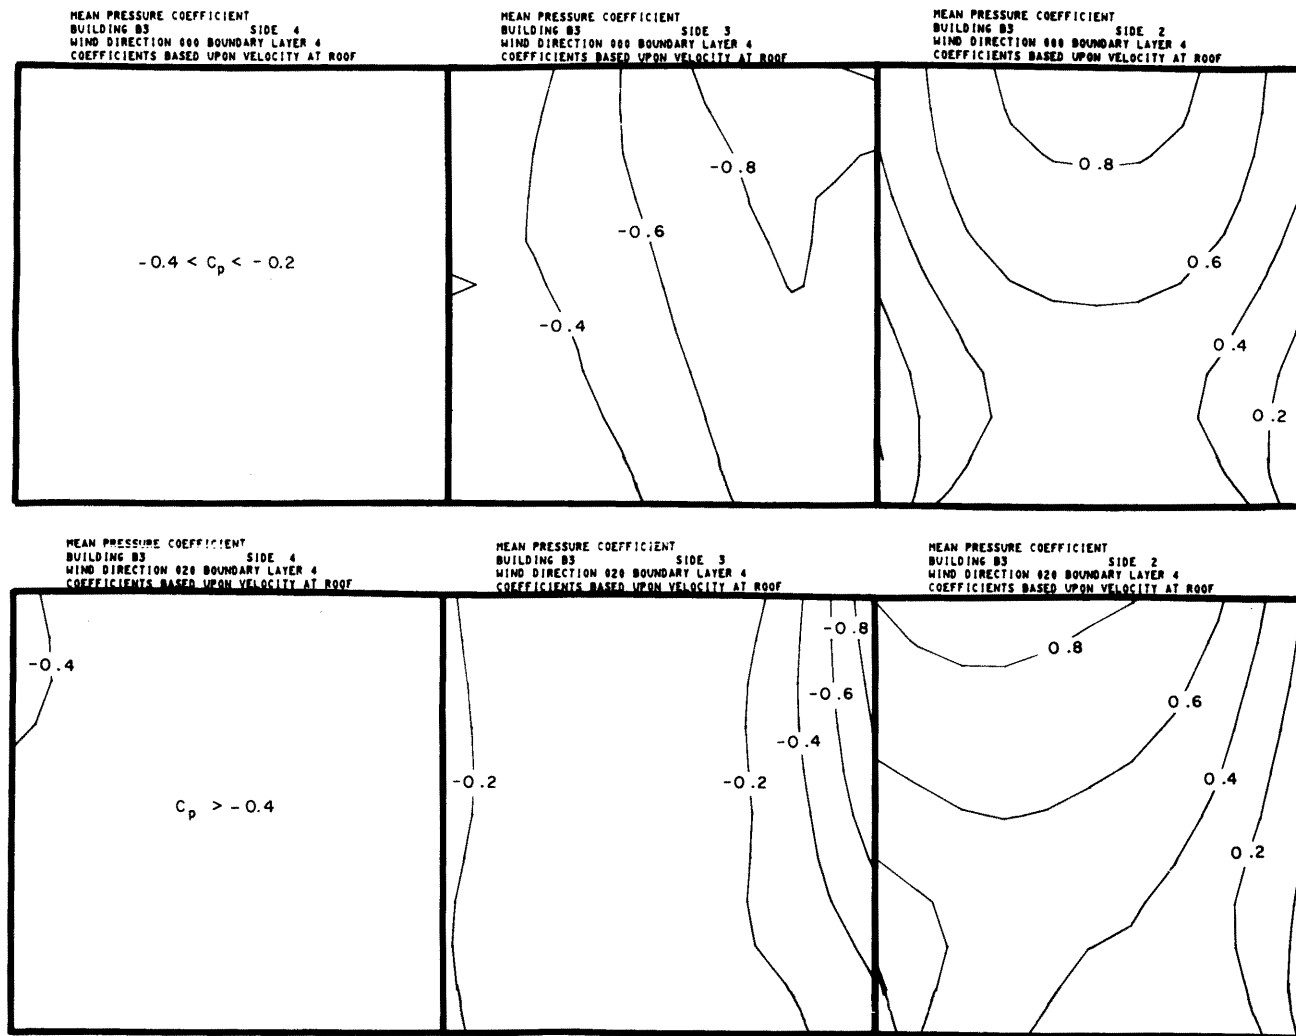 MEAN PRESSURE COEFFICIENT
BUILDING B3 SIDE 4
WIND DIRECTION 000 BOUNDARY LAYER 4
COEFFICIENTS BASED UPON VELOCITY AT ROOF
-0.4 < Cp < -0.2
MEAN PRESSURE COEFFICIENT
BUILDING B3 SIDE 3
WIND DIRECTION 000 BOUNDARY LAYER 4
COEFFICIENTS BASED UPON VELOCITY AT ROOF
-0.8
-0.6
-0.4
MEAN PRESSURE COEFFICIENT
BUILDING B3 SIDE 2
WIND DIRECTION 000 BOUNDARY LAYER 4
COEFFICIENTS BASED UPON VELOCITY AT ROOF
0.8
0.6
0.4
0.2
MEAN PRESSURE COEFFICIENT
BUILDING B3 SIDE 4
WIND DIRECTION 020 BOUNDARY LAYER 4
COEFFICIENTS BASED UPON VELOCITY AT ROOF
-0.4
Cp > -0.4
MEAN PRESSURE COEFFICIENT
BUILDING B3 SIDE 3
WIND DIRECTION 020 BOUNDARY LAYER 4
COEFFICIENTS BASED UPON VELOCITY AT ROOF
-0.8
-0.6
-0.4
-0.2
-0.2
MEAN PRESSURE COEFFICIENT
BUILDING B3 SIDE 2
WIND DIRECTION 020 BOUNDARY LAYER 4
COEFFICIENTS BASED UPON VELOCITY AT ROOF
0.8
0.6
0.4
0.2